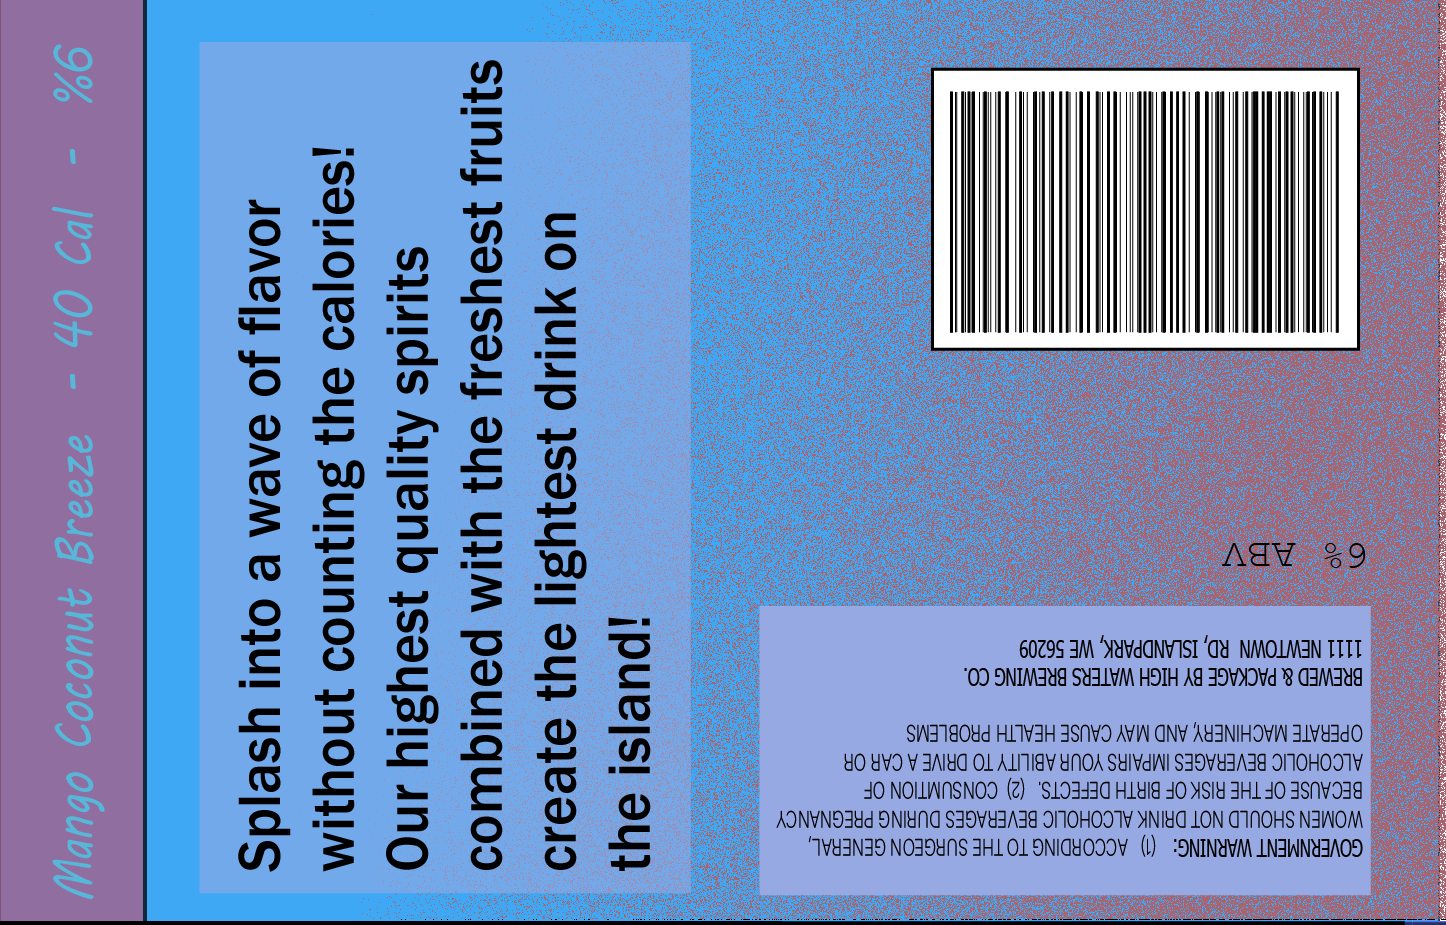 Mango Coconut Breeze - 40 Cal - %6
Splash into a wave of flavor
without counting the calories!
Our highest quality spirits
combined with the freshest fruits
create the lightest drink on
the island!
6% ABV
GOVERNMENT WARNING: (1) ACCORDING TO THE SURGEON GENERAL,
WOMEN SHOULD NOT DRINK ALCOHOLIC BEVERAGES DURING PREGNANCY
BECAUSE OF THE RISK OF BIRTH DEFECTS. (2) CONSUMTION OF
ALCOHOLIC BEVERAGES IMPAIRS YOUR ABILITY TO DRIVE A CAR OR
OPERATE MACHINERY, AND MAY CAUSE HEALTH PROBLEMS
BREWED & PACKAGE BY HIGH WATERS BREWING CO.
1111 NEWTOWN RD, ISLANDPARK, WE 56209